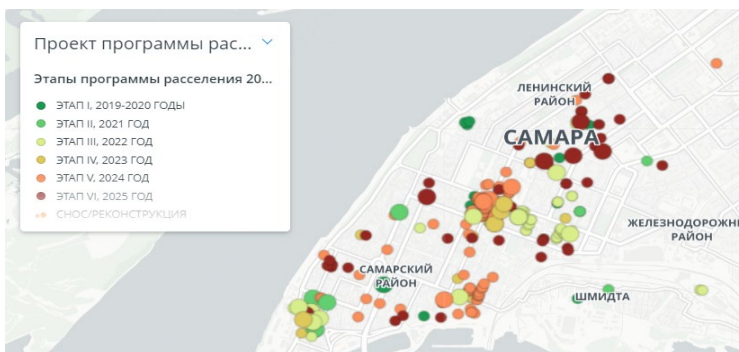 Проект программы рас...
Этапы программы расселения 20...
ЭТАП I, 2019-2020 ГОДЫ
ЭТАП II, 2021 ГОД
ЭТАП III, 2022 ГОД
ЭТАП IV, 2023 ГОД
ЭТАП V, 2024 ГОД
ЭТАП VI, 2025 ГОД
СНОС/РЕКОНСТРУКЦИЯ
ЛЕНИНСКИЙ
РАЙОН
САМАРА
ЖЕЛЕЗНОДОРОЖН
РАЙОН
САМАРСКИЙ
РАЙОН
ШМИДТА